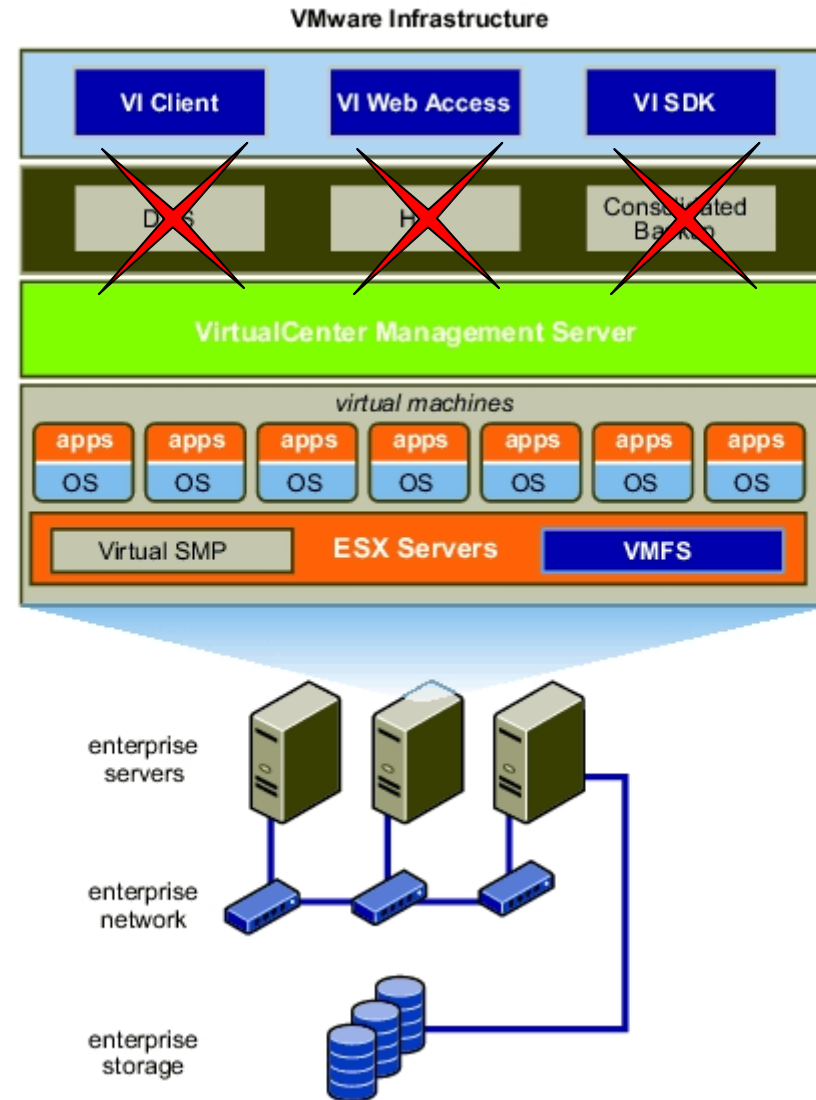 VMware Infrastructure
VI Client
VI Web Access
VI SDK
Consolidated
Backup
VirtualCenter Management Server
virtual machines
apps apps apps apps apps apps apps
OS OS OS OS OS OS OS
Virtual SMP
ESX Servers
VMFS
enterprise
servers
enterprise
network
enterprise
storage